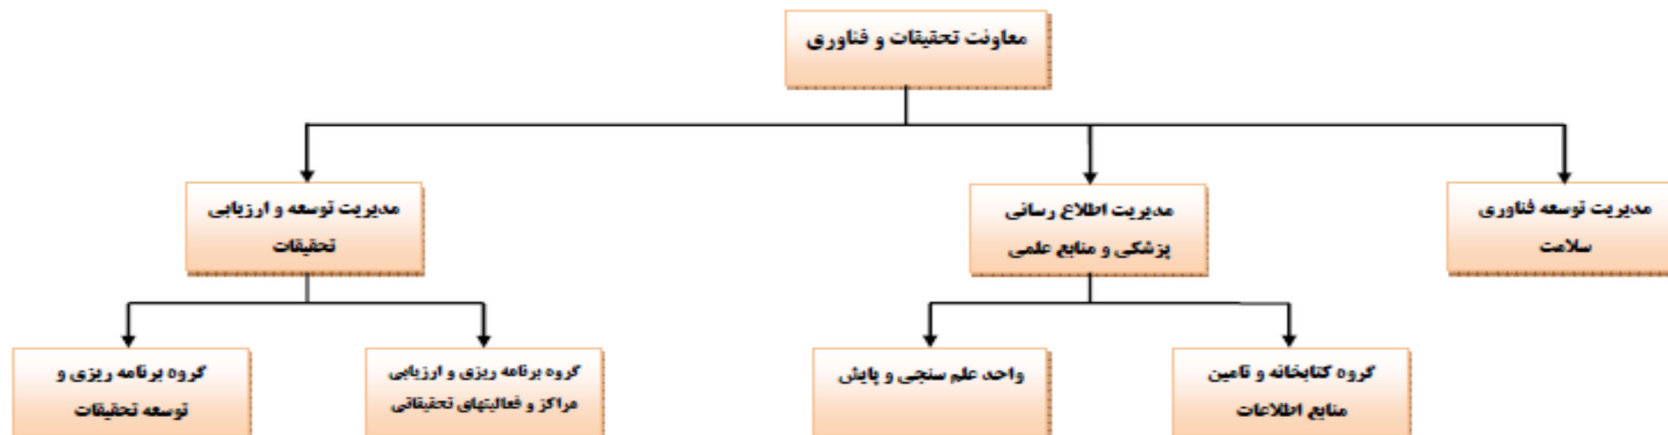 معاونت تحقیقات و فناوری
مدیریت توسعه فناوری
سلامت
مدیریت اطلاع رسانی
پزشکی و منابع علمی
مدیریت توسعه و ارزیابی
تحقیقات
گروه کتابخانه و تامین
منابع اطلاعات
واحد علم سنجی و پایش
گروه برنامه ریزی و ارزیابی
مراکز و فعالیتهای تحقیقاتی
گروه برنامه ریزی و
توسعه تحقیقات